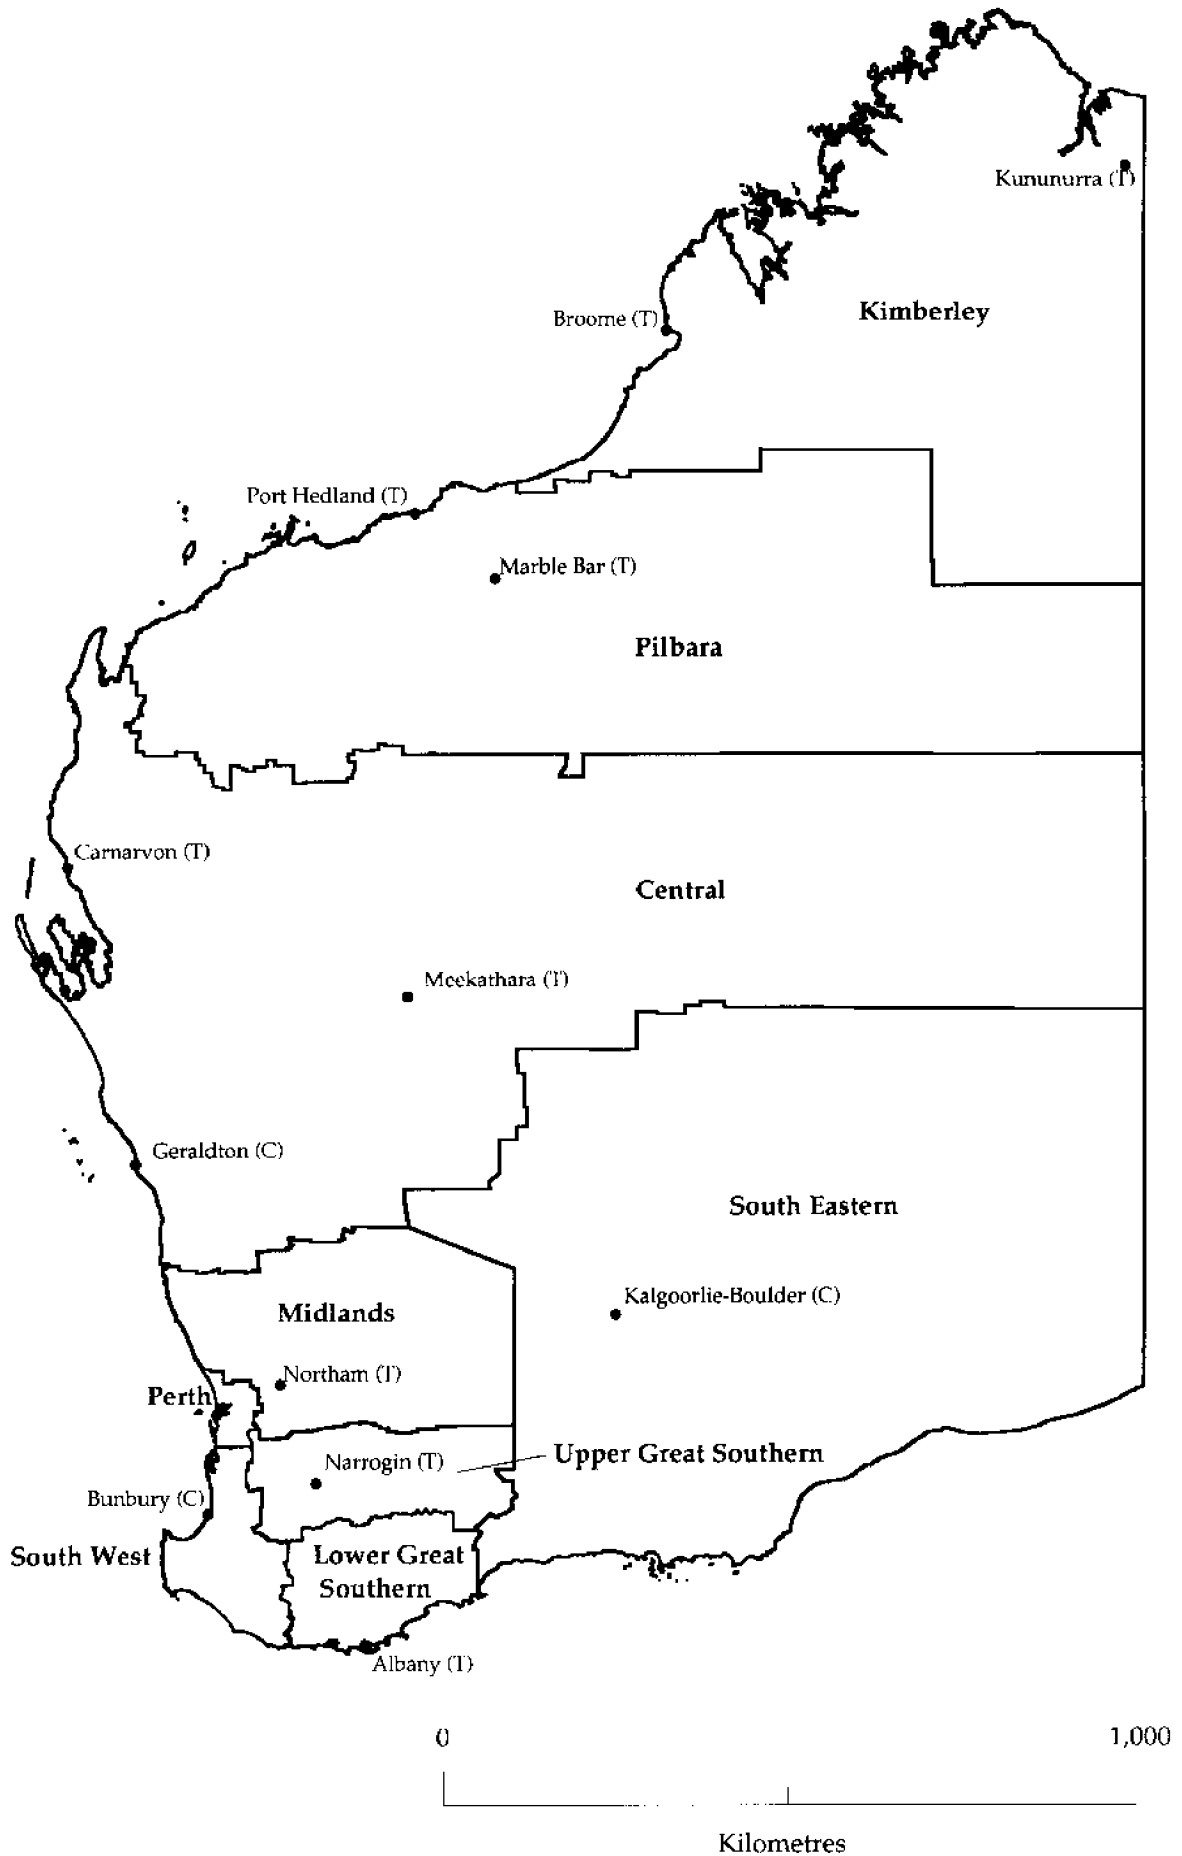 Kununurra (T)
Kimberley
Broome (T)
Port Hedland (T)
Marble Bar (T)
Pilbara
Carnarvon (T)
Central
Meekathara (T)
Geraldton (C)
South Eastern
Kalgoorlie-Boulder (C)
Midlands
Northam (T)
Perth
Upper Great Southern
Narrogin (T)
Bunbury (C)
South West
Lower Great
Southern
Albany (T)
0
1,000
Kilometres